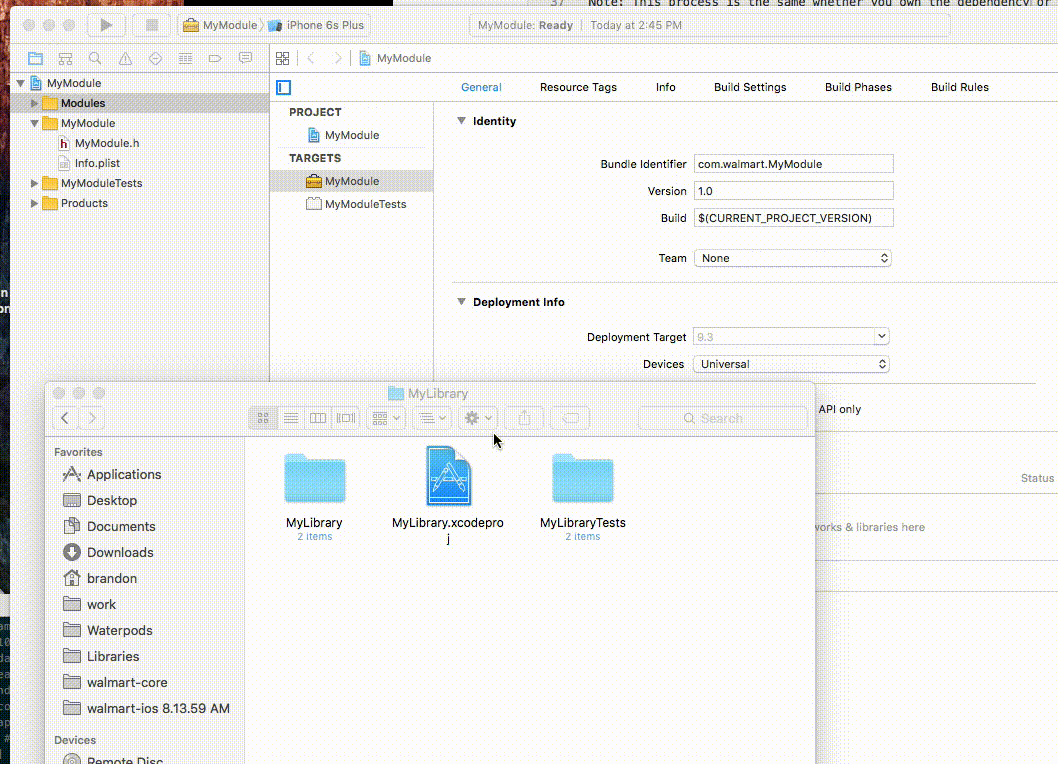 37 Note: This process is the same whether you own the dependency or
MyModule
iPhone 6s Plus
MyModule: Ready | Today at 2:45 PM
MyModule
MyModule
Modules
MyModule
MyModule.h
Info.plist
MyModuleTests
Products
General Resource Tags Info Build Settings Build Phases Build Rules
PROJECT
MyModule
TARGETS
MyModule
MyModuleTests
Identity
Bundle Identifier com.walmart.MyModule
Version 1.0
Build $(CURRENT_PROJECT_VERSION)
Team None
Deployment Info
Deployment Target 9.3
Devices Universal
API only
Status
works & libraries here
MyLibrary
Search
Favorites
Applications
Desktop
Documents
Downloads
brandon
work
Waterpods
Libraries
walmart-core
walmart-ios 8.13.59 AM
Devices
Remote Disc
MyLibrary
2 items
MyLibrary.xcodepro
j
MyLibraryTests
2 items